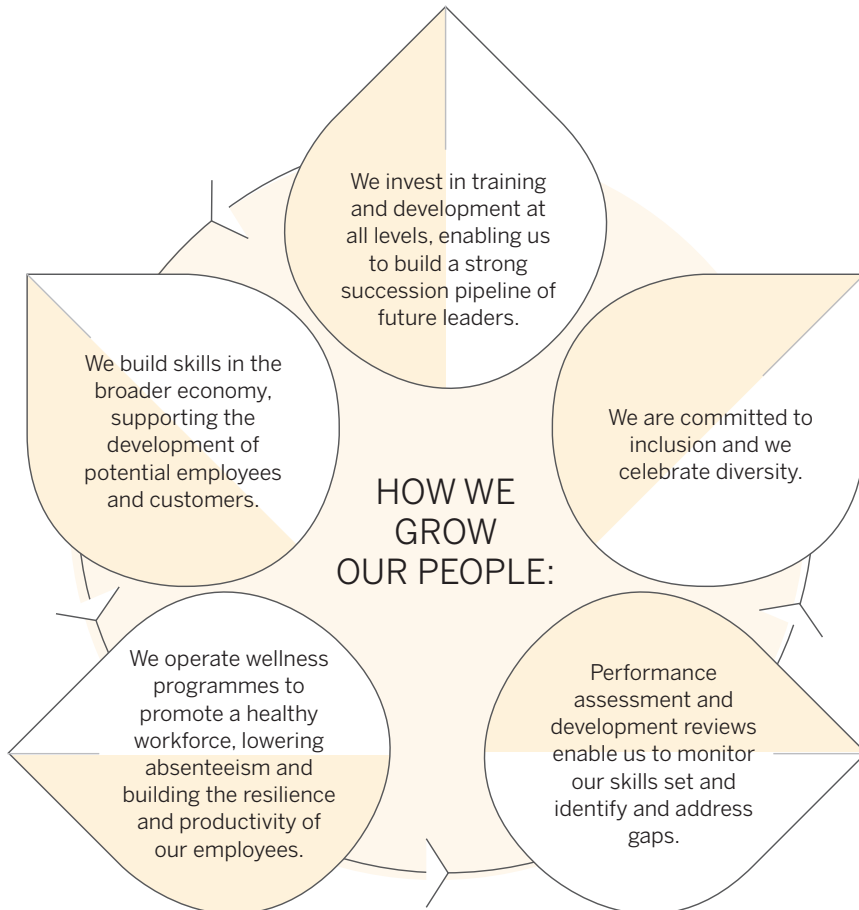 We invest in training
and development at
all levels, enabling us
to build a strong
succession pipeline of
future leaders.
We build skills in the
broader economy,
supporting the
development of
potential employees
and customers.
We are committed to
inclusion and we
celebrate diversity.
HOW WE
GROW
OUR PEOPLE:
We operate wellness
programmes to
promote a healthy
workforce, lowering
absenteeism and
building the resilience
and productivity of
our employees.
Performance
assessment and
development reviews
enable us to monitor
our skills set and
identify and address
gaps.